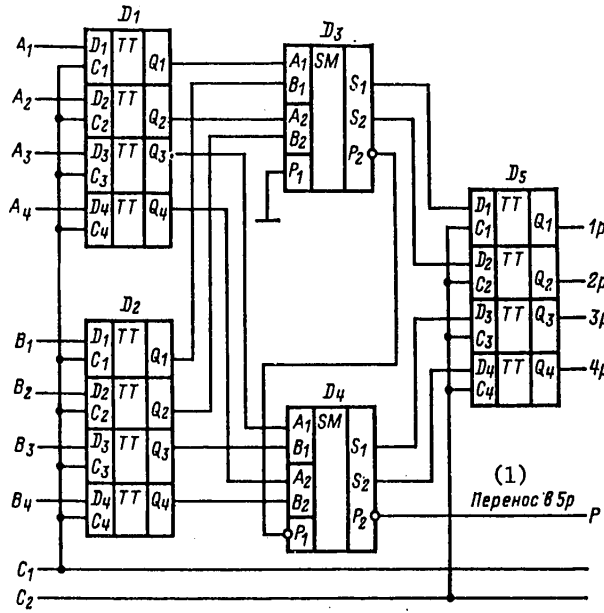 D1
A1 D1 TT Q1
C1
A2 D2 TT Q2
C2
A3 D3 TT Q3
C3
A4 D4 TT Q4
C4
D2
B1 D1 TT Q1
C1
B2 D2 TT Q2
C2
B3 D3 TT Q3
C3
B4 D4 TT Q4
C4
D3
A1 SM
B1 S1
A2 S2
B2 P2
P1
D4
A1 SM
B1 S1
A2 S2
B2 P2
P1
D5
D1 TT Q1 1р
C1
D2 TT Q2 2р
C2
D3 TT Q3 3р
C3
D4 TT Q4 4р
C4
(1)
Перенос в 5р P
C1
C2